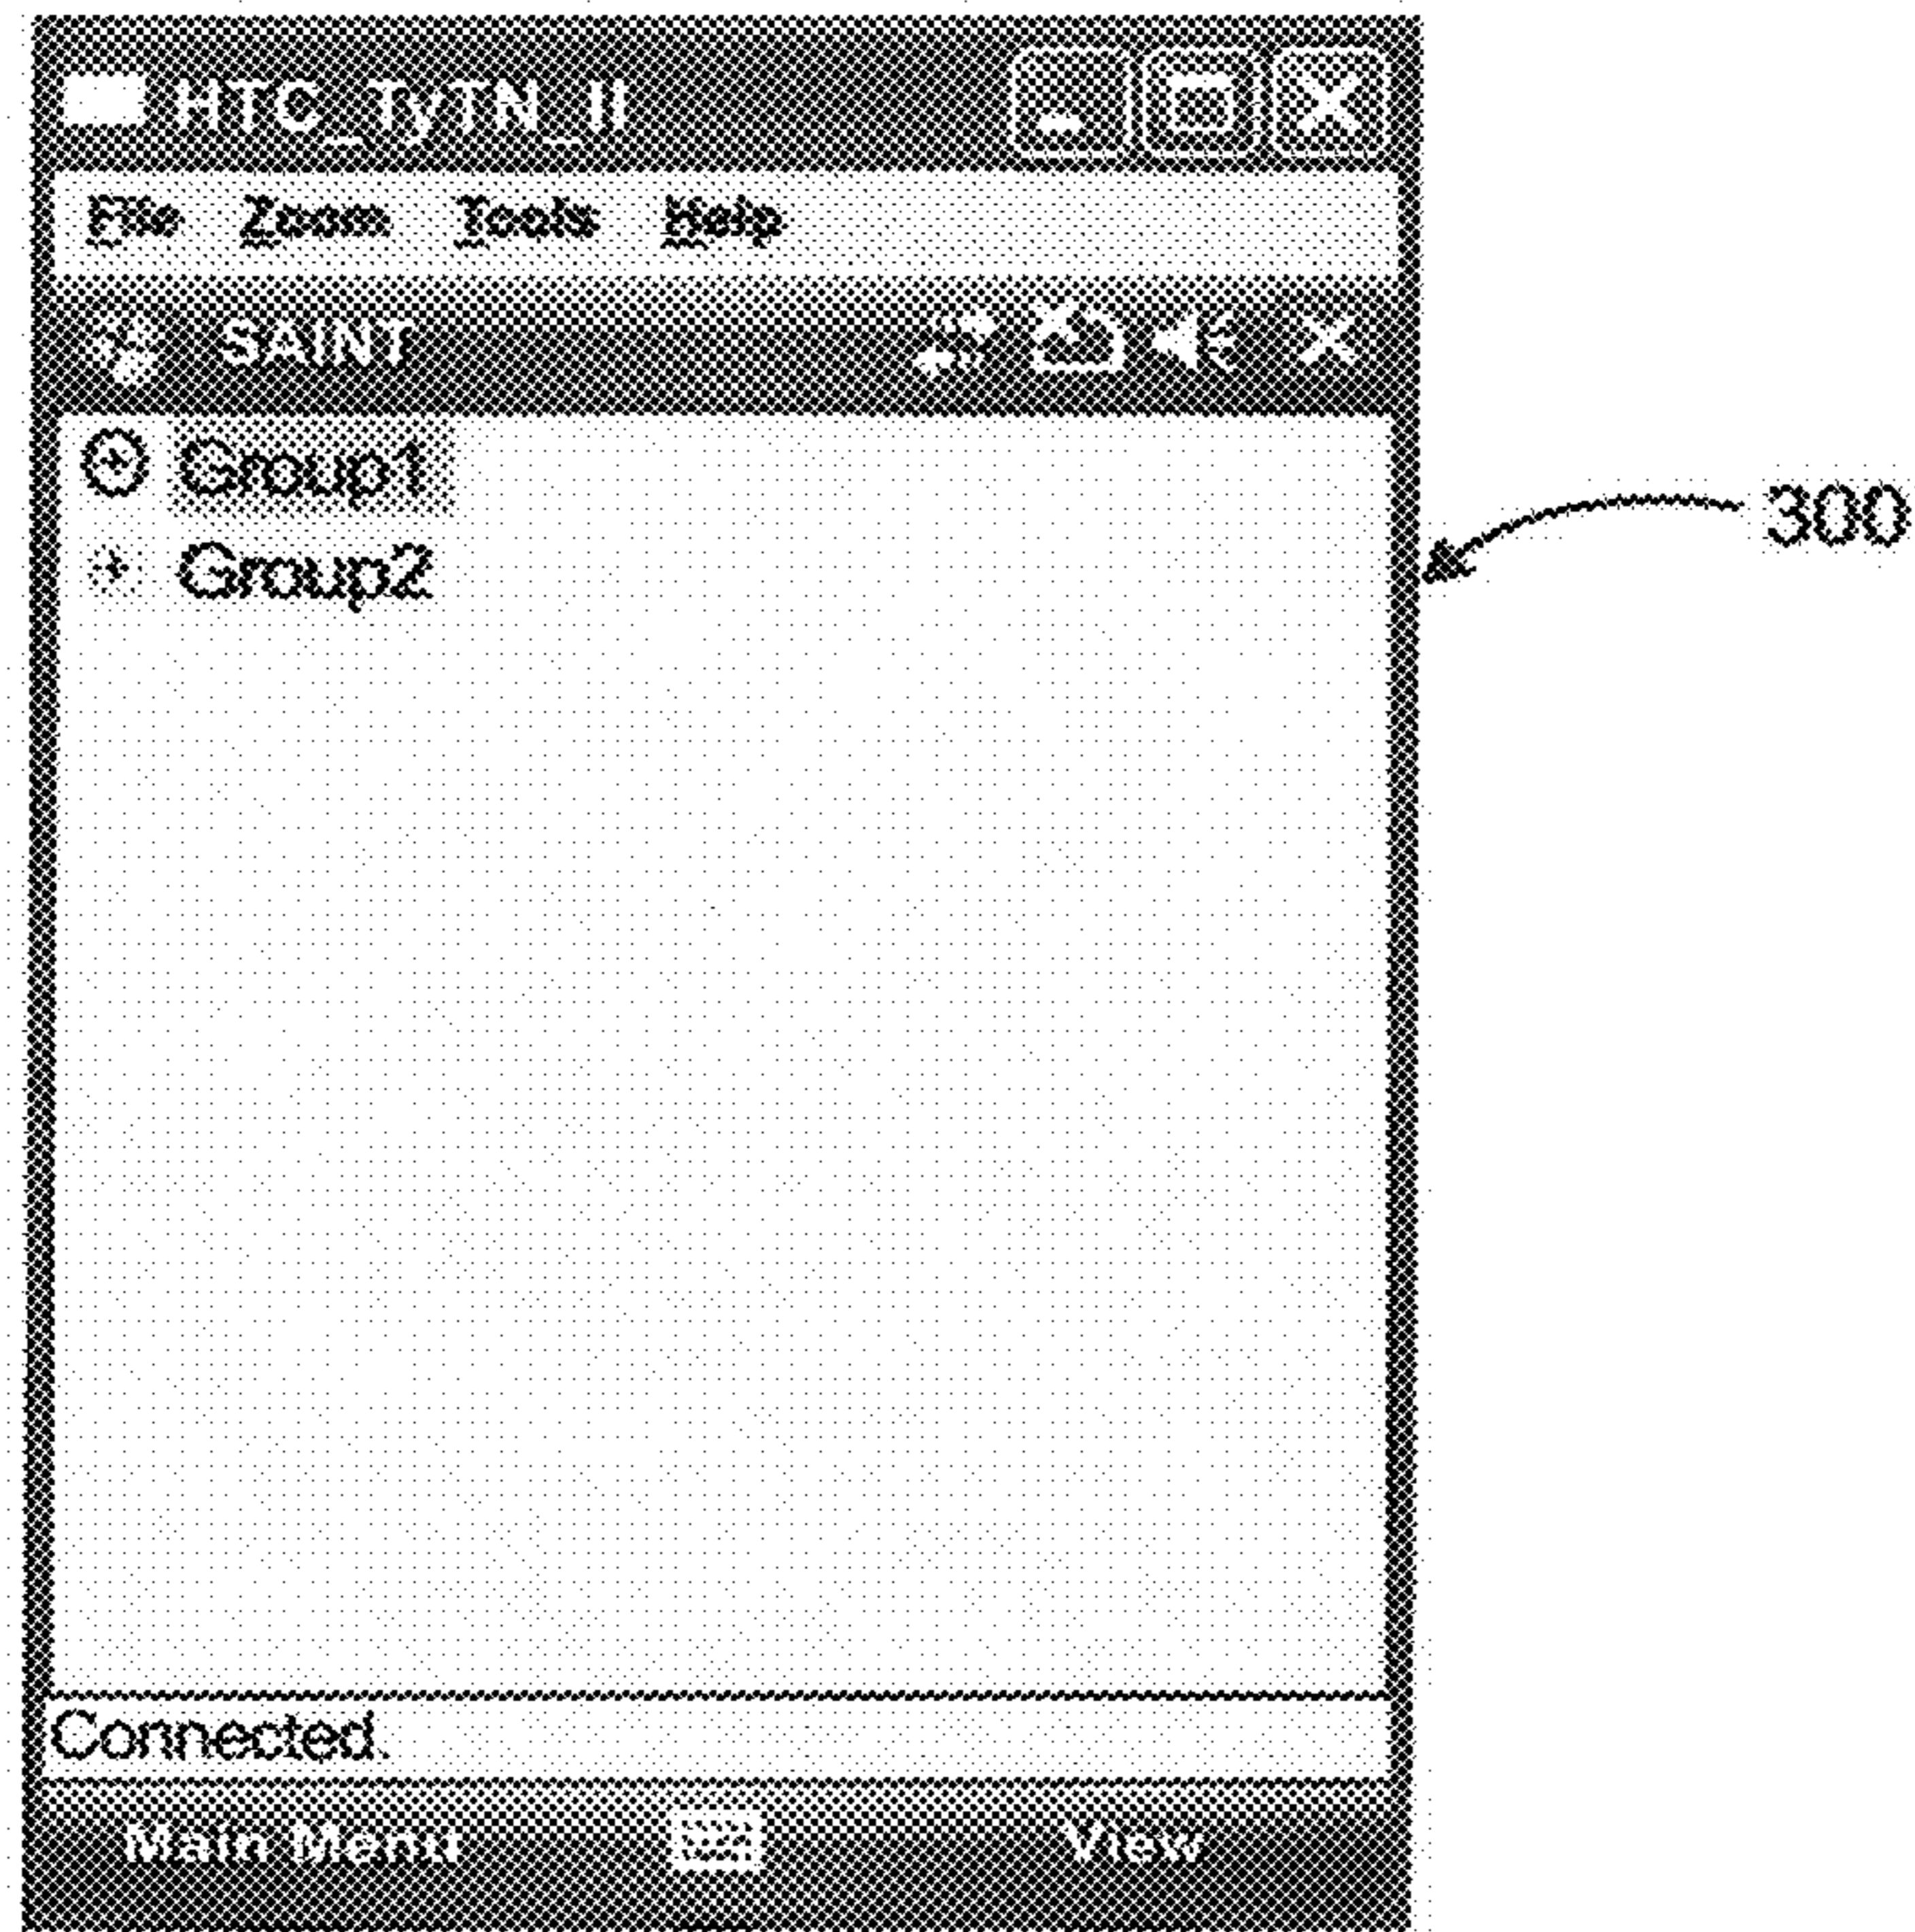 HTC_TyTN_II
File Zoom Tools Help
SAINT
Group1
Group2
300
Connected.
Main Menu View